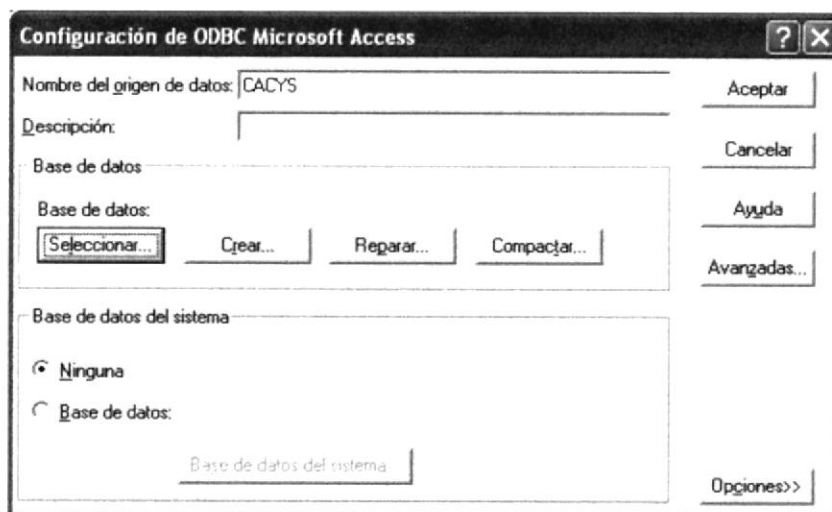 Configuración de ODBC Microsoft Access
Nombre del origen de datos: CACYS
Aceptar
Descripción:
Cancelar
Base de datos
Base de datos:
Seleccionar... Crear... Reparar... Compactar...
Ayuda
Avanzadas...
Base de datos del sistema
Ninguna
Base de datos:
Base de datos del sistema
Opciones>>